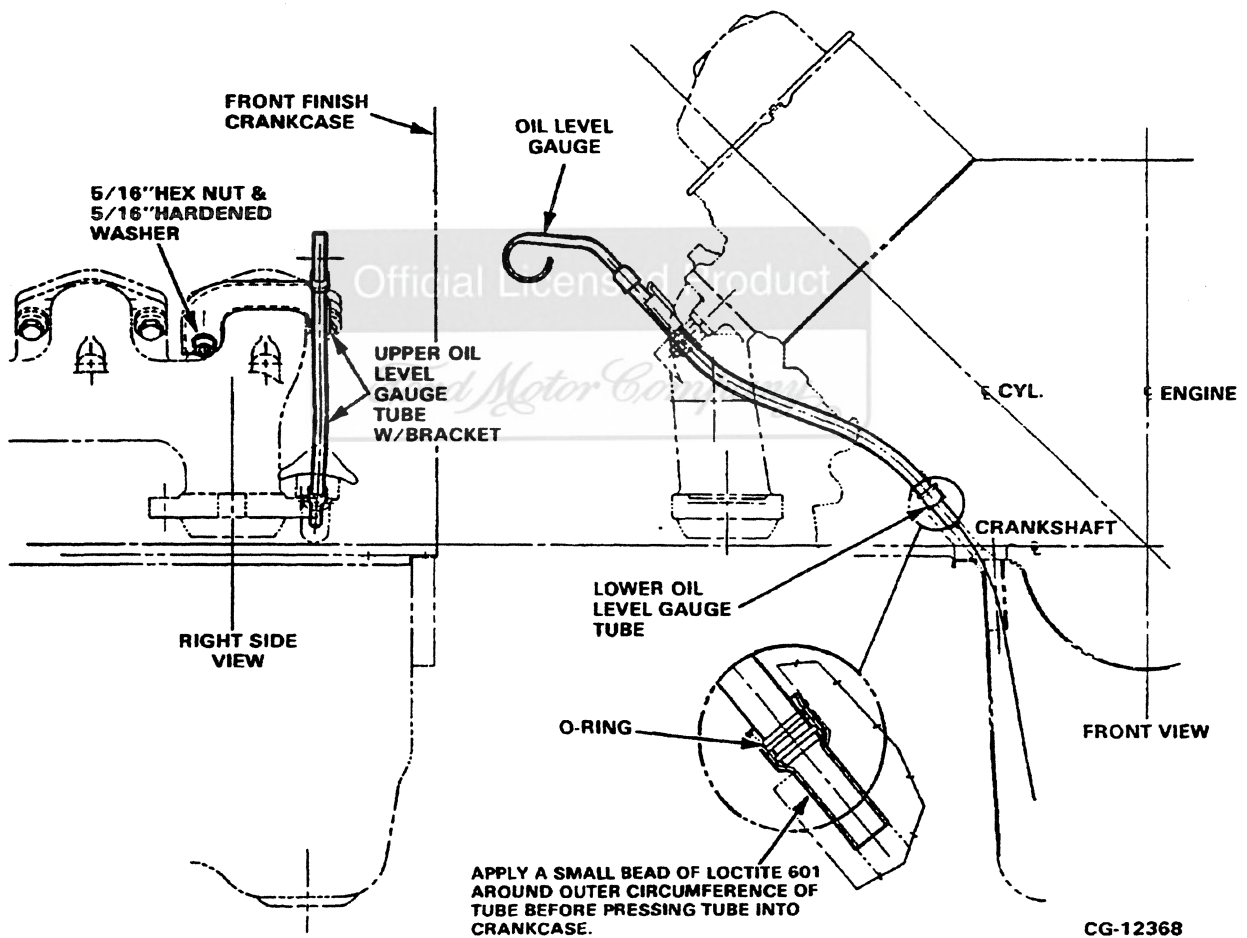 FRONT FINISH
CRANKCASE
OIL LEVEL
GAUGE
5/16"HEX NUT &
5/16"HARDENED
WASHER
Official Licensed Product
UPPER OIL
LEVEL
GAUGE
TUBE
W/BRACKET
Ford Motor Company
℄ CYL.
℄ ENGINE
CRANKSHAFT
℄
LOWER OIL
LEVEL GAUGE
TUBE
RIGHT SIDE
VIEW
O-RING
FRONT VIEW
APPLY A SMALL BEAD OF LOCTITE 601
AROUND OUTER CIRCUMFERENCE OF
TUBE BEFORE PRESSING TUBE INTO
CRANKCASE.
CG-12368